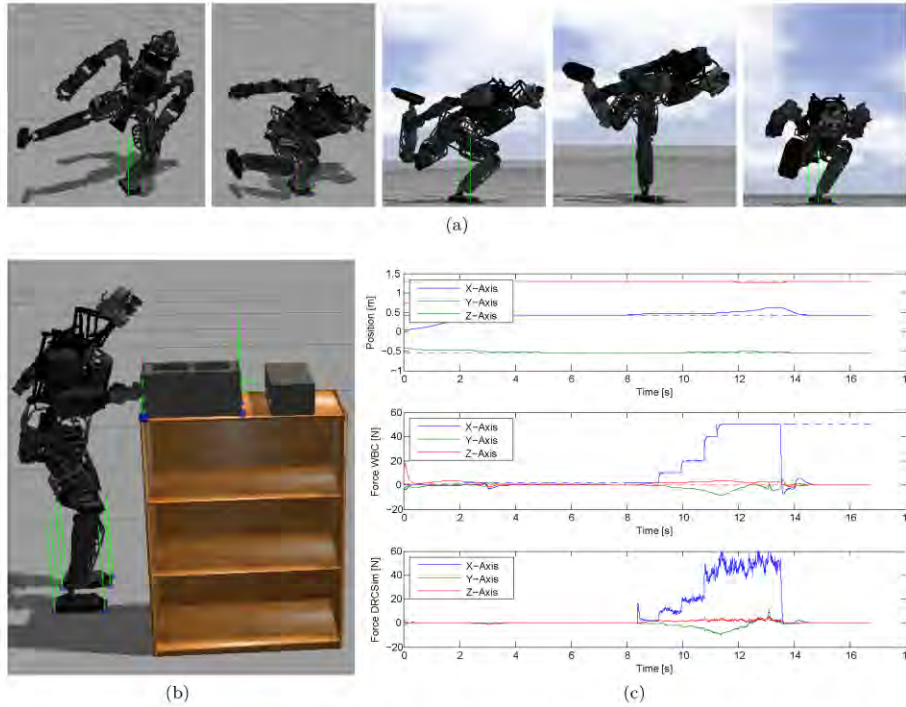 (a)
1.5
1
0.5
0
−0.5
−1
X−Axis
Y−Axis
Z−Axis
Position [m]
0 2 4 6 8 10 12 14 16 18
Time [s]
60
40
20
0
−20
X−Axis
Y−Axis
Z−Axis
Force WBC [N]
0 2 4 6 8 10 12 14 16 18
Time [s]
60
40
20
0
−20
X−Axis
Y−Axis
Z−Axis
Force DRCSim [N]
0 2 4 6 8 10 12 14 16 18
Time [s]
(b)
(c)